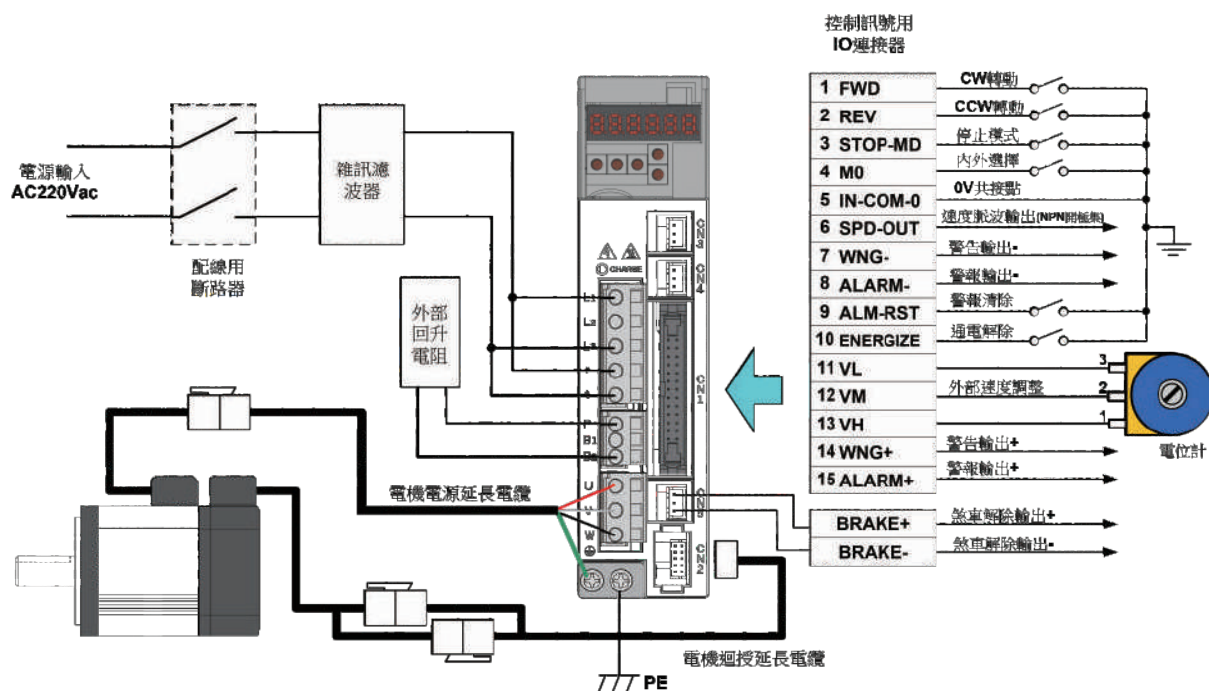 控制訊號用
IO連接器
電源輸入
AC220Vac
配線用
斷路器
雜訊濾
波器
外部
回升
電阻
CHARGE
L1
L2
L3
P
B1
U
W
CN3
CN4
CN1
CN2
1 FWD CW轉動
2 REV CCW轉動
3 STOP-MD 停止模式
4 M0 內外選擇
5 IN-COM-0 0V共接點
6 SPD-OUT 速度脈波輸出(NPN開極集)
7 WNG- 警告輸出-
8 ALARM- 警報輸出-
9 ALM-RST 警報清除
10 ENERGIZE 通電解除
11 VL 3
12 VM 外部速度調整 2
13 VH 1
14 WNG+ 警告輸出+
15 ALARM+ 警報輸出+
電位計
BRAKE+ 煞車解除輸出+
BRAKE- 煞車解除輸出-
電機電源延長電纜
電機迴授延長電纜
PE